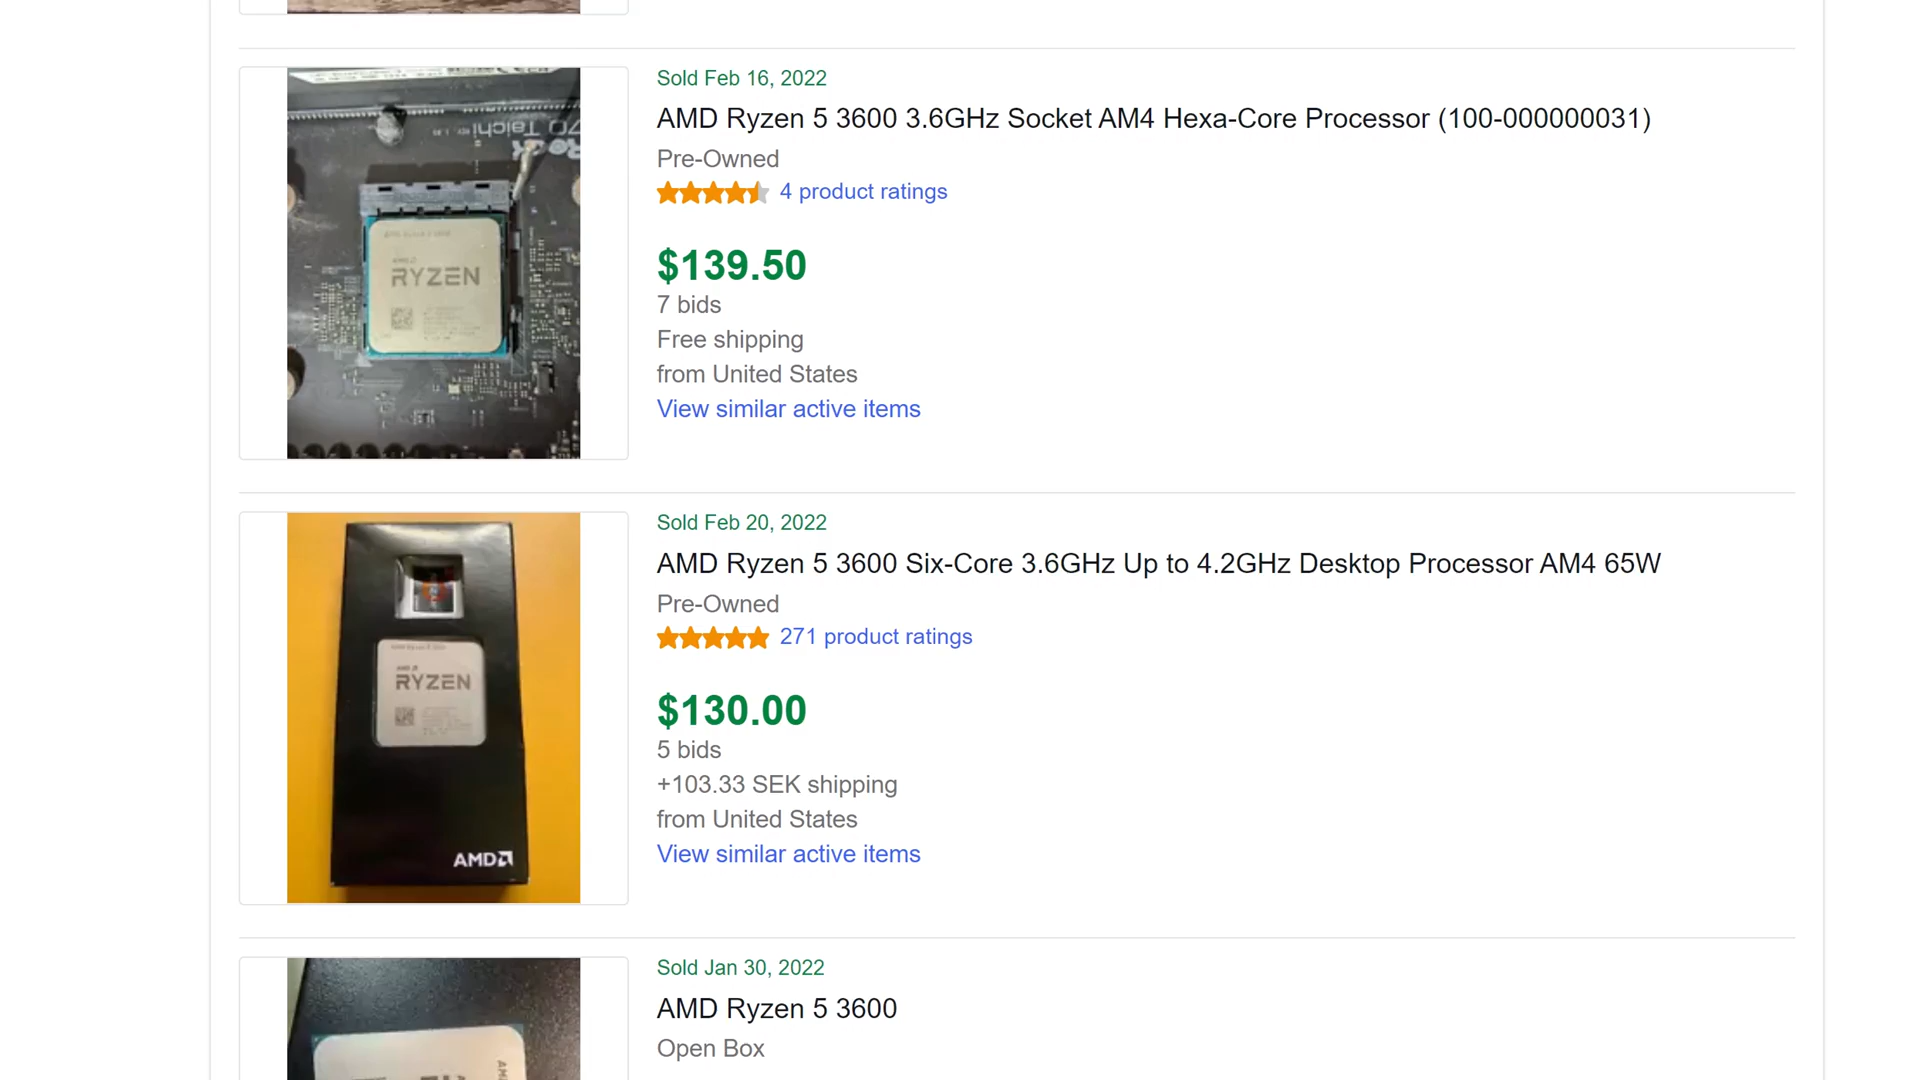 Sold Feb 16, 2022
AMD Ryzen 5 3600 3.6GHz Socket AM4 Hexa-Core Processor (100-000000031)
Pre-Owned
4 product ratings
$139.50
7 bids
Free shipping
from United States
View similar active items
Taichi
AMD
RYZEN
Sold Feb 20, 2022
AMD Ryzen 5 3600 Six-Core 3.6GHz Up to 4.2GHz Desktop Processor AM4 65W
Pre-Owned
271 product ratings
$130.00
5 bids
+103.33 SEK shipping
from United States
View similar active items
AMD
RYZEN
AMD
Sold Jan 30, 2022
AMD Ryzen 5 3600
Open Box